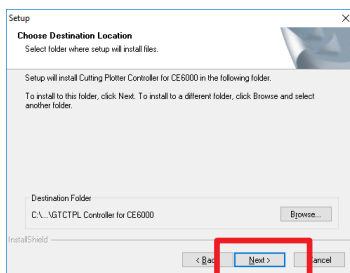 Setup
Choose Destination Location
Select folder where setup will install files.
Setup will install Cutting Plotter Controller for CE6000 in the following folder.
To install to this folder, click Next. To install to a different folder, click Browse and select
another folder.
Destination Folder
C:\...\GTCTPL Controller for CE6000
Browse...
InstallShield
< Bac
Next >
Cancel